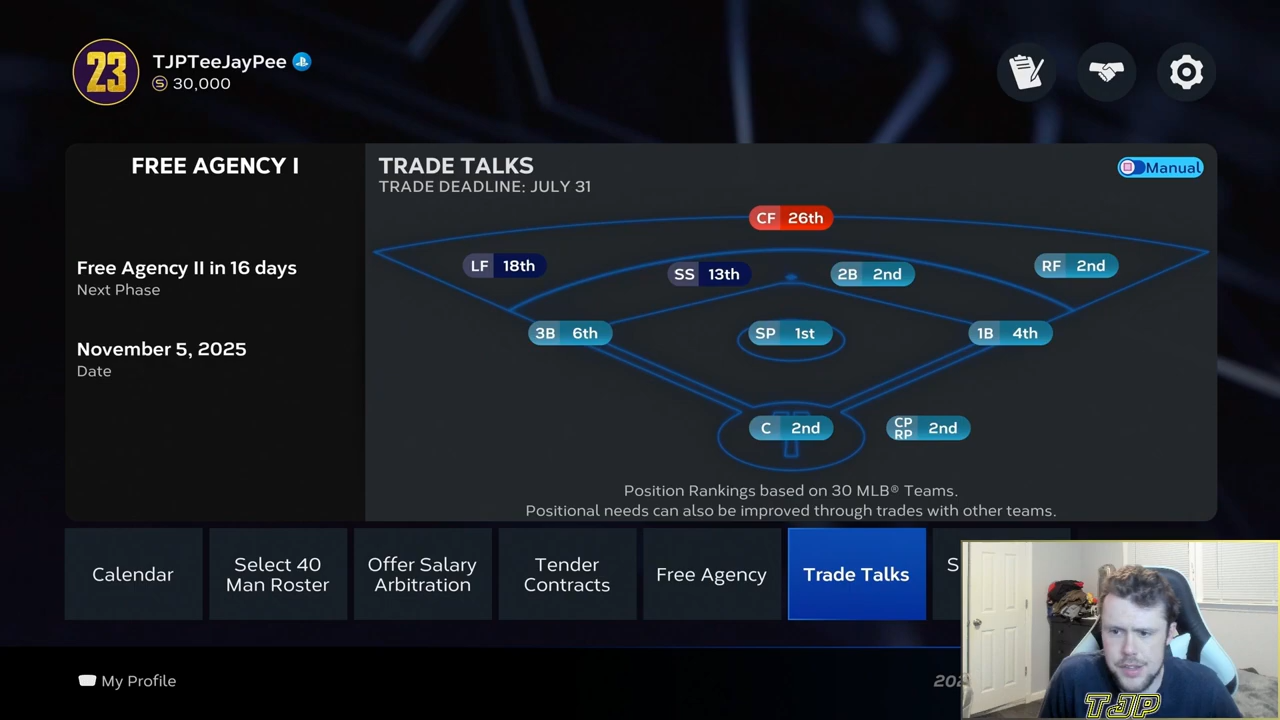 23
TJPTeeJayPee
S 30,000
FREE AGENCY I
Free Agency II in 16 days
Next Phase
November 5, 2025
Date
TRADE TALKS
TRADE DEADLINE: JULY 31
Manual
CF 26th
LF 18th
SS 13th
2B 2nd
RF 2nd
3B 6th
SP 1st
1B 4th
C 2nd
CP
RP 2nd
Position Rankings based on 30 MLB® Teams.
Positional needs can also be improved through trades with other teams.
Calendar
Select 40
Man Roster
Offer Salary
Arbitration
Tender
Contracts
Free Agency
Trade Talks
My Profile
TJP